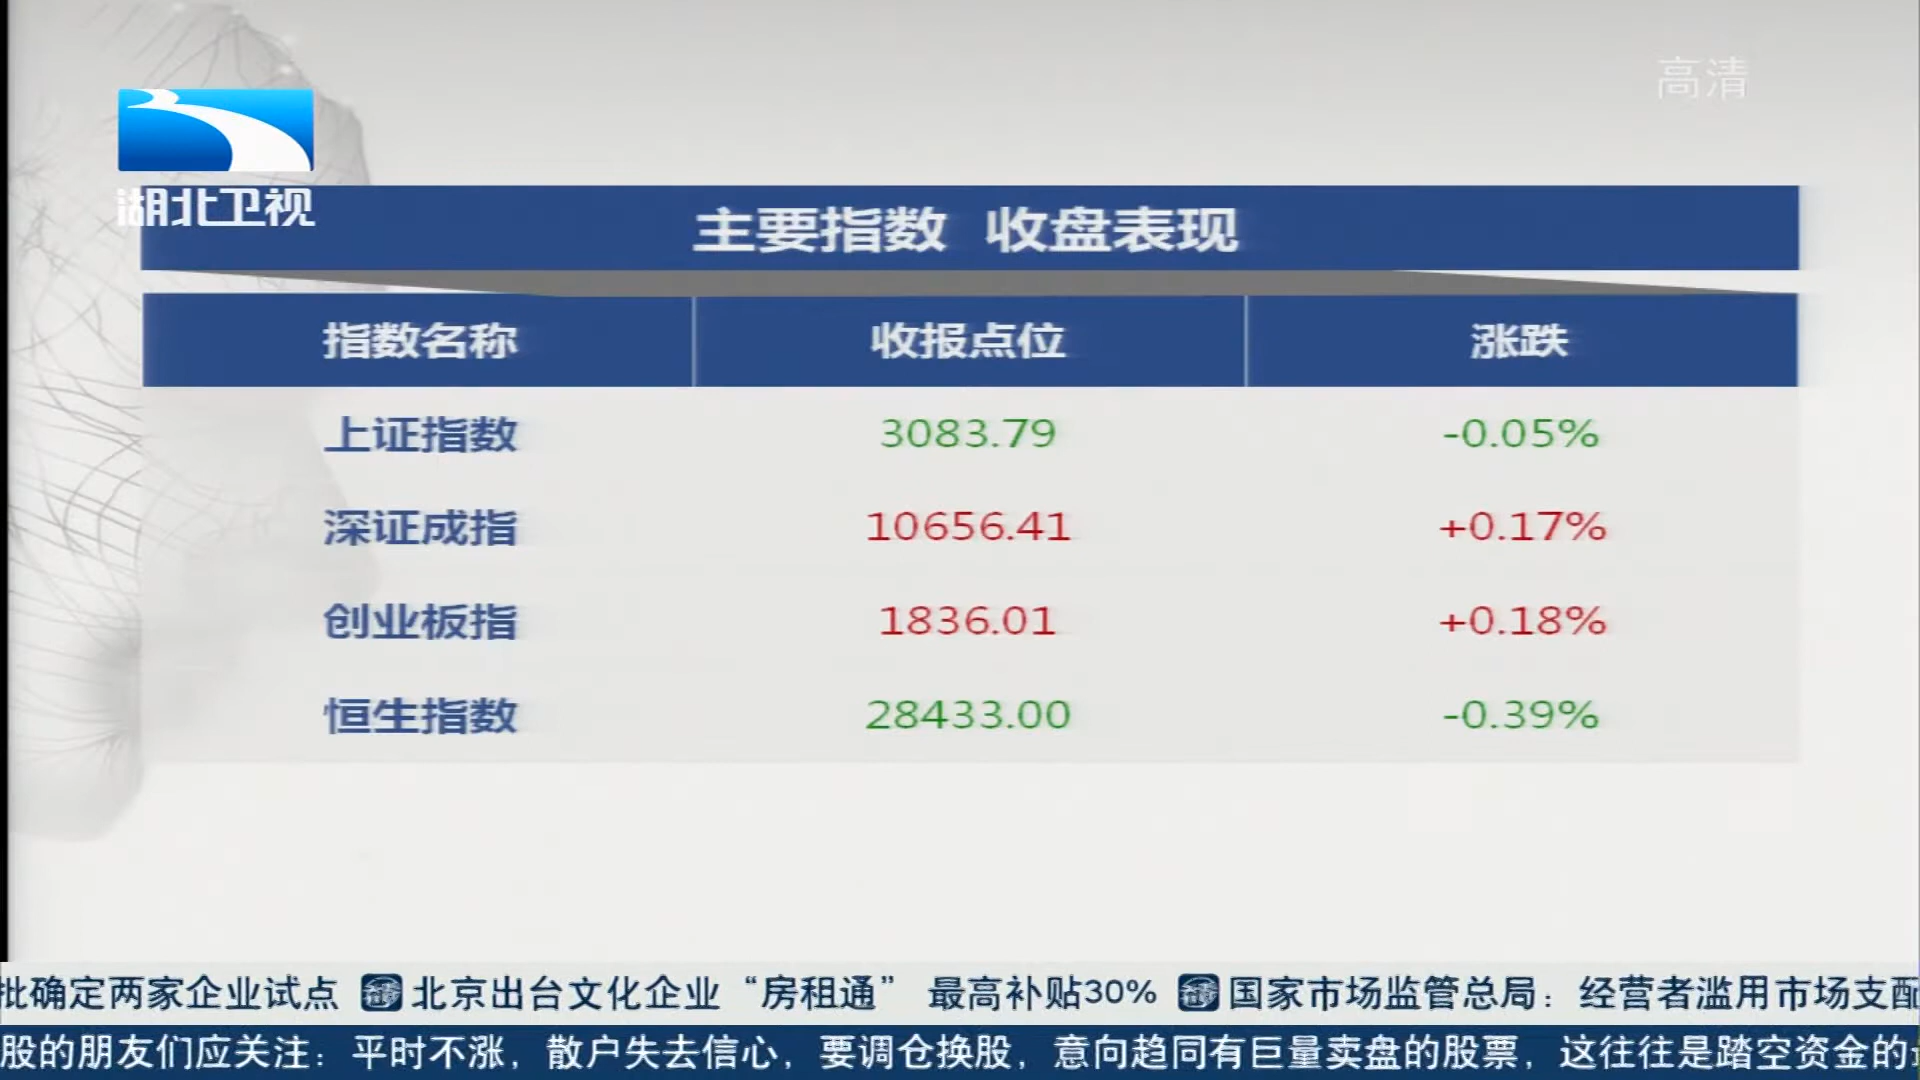 高清
湖北卫视
主要指数 收盘表现
指数名称 收报点位 涨跌
上证指数 3083.79 -0.05%
深证成指 10656.41 +0.17%
创业板指 1836.01 +0.18%
恒生指数 28433.00 -0.39%
批确定两家企业试点 北京出台文化企业“房租通” 最高补贴30% 国家市场监管总局：经营者滥用市场支配
股的朋友们应关注：平时不涨，散户失去信心，要调仓换股，意向趋同有巨量卖盘的股票，这往往是踏空资金的